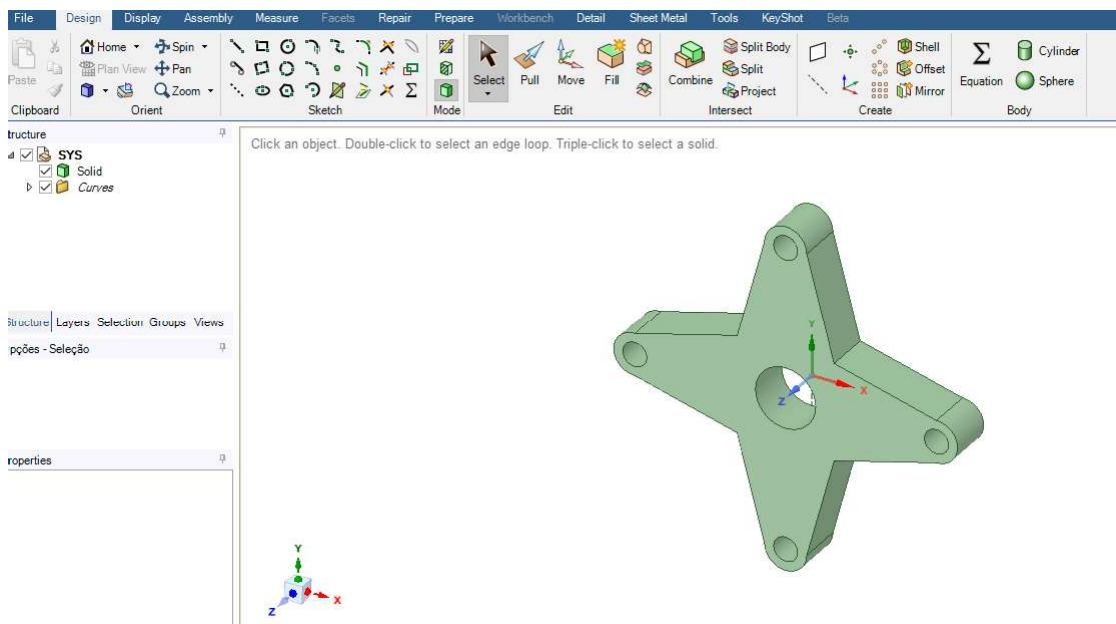 File Design Display Assembly Measure Facets Repair Prepare Workbench Detail Sheet Metal Tools KeyShot Beta
Home Spin Split Body Shell Cylinder
Plan View Pan Split Offset
Paste Zoom Select Pull Move Fill Combine Project Mirror Equation Sphere
Clipboard Orient Sketch Mode Edit Intersect Create Body
tructure
Click an object. Double-click to select an edge loop. Triple-click to select a solid.
SYS
Solid
Curves
Structure Layers Selection Groups Views
pções - Seleção
roperties
Y
X
Z
Y
X
Z